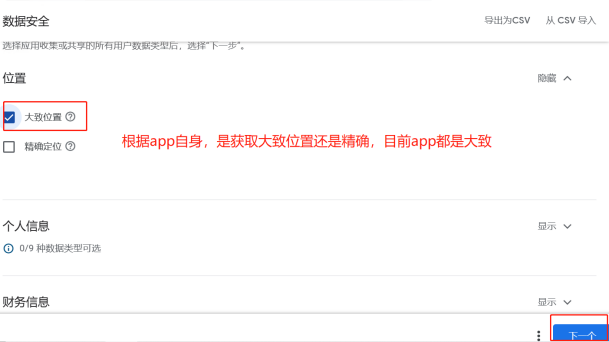 数据安全
导出为CSV 从 CSV 导入
选择应用收集或共享的所有用户数据类型后，选择"下一步"。
位置
隐藏
大致位置
根据app自身，是获取大致位置还是精确，目前app都是大致
精确定位
个人信息
显示
0/9 种数据类型可选
财务信息
显示
下一个